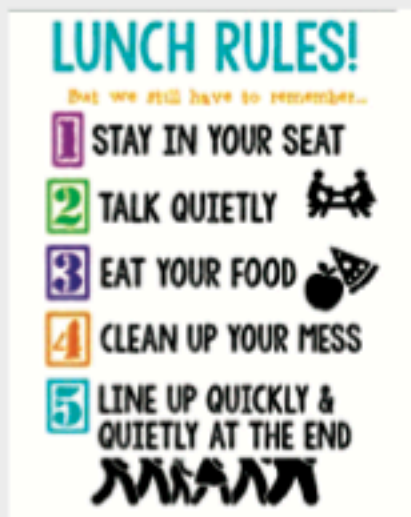 LUNCH RULES!
But we still have to remember...
1 STAY IN YOUR SEAT
2 TALK QUIETLY
3 EAT YOUR FOOD
4 CLEAN UP YOUR MESS
5 LINE UP QUICKLY &
QUIETLY AT THE END